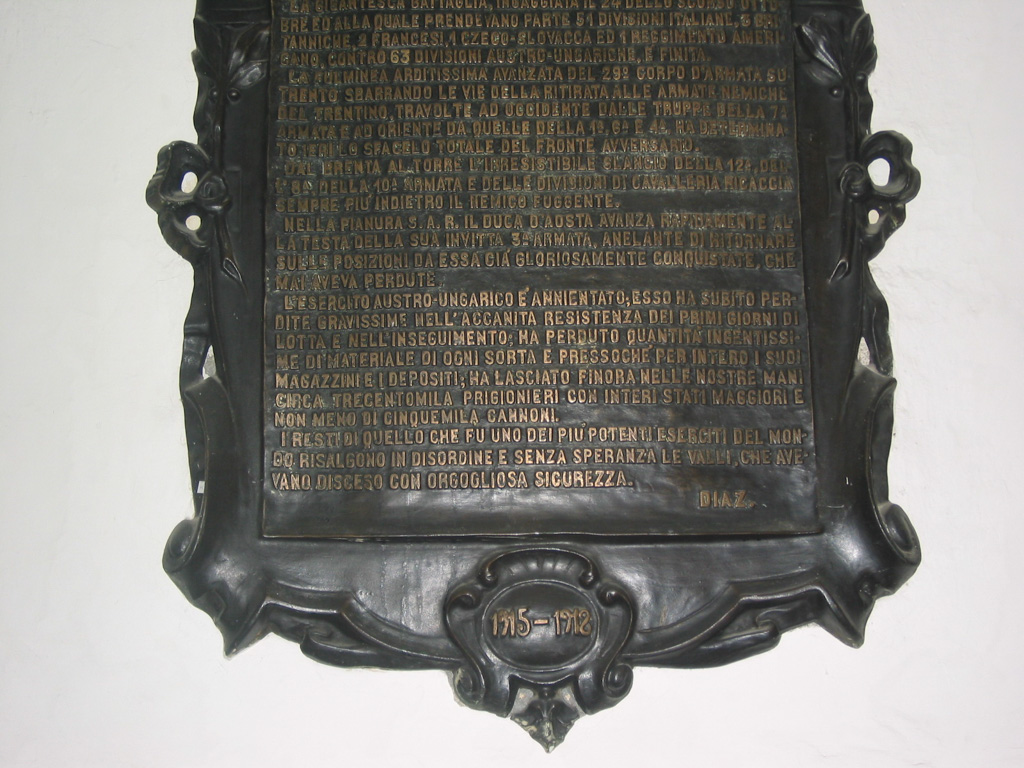 LA GIGANTESCA BATTAGLIA, INGAGGIATA IL 24 DELLO SCORSO OTTO-
BRE ED ALLA QUALE PRENDEVANO PARTE 51 DIVISIONI ITALIANE, 3 BRI-
TANNICHE, 2 FRANCESI, 1 CZECO-SLOVACCA ED 1 REGGIMENTO AMERI-
CANO, CONTRO 63 DIVISIONI AUSTRO-UNGARICHE, È FINITA.
LA FULMINEA ARDITISSIMA AVANZATA DEL 29º CORPO D'ARMATA SU
TRENTO SBARRANDO LE VIE DELLA RITIRATA ALLE ARMATE NEMICHE
DEL TRENTINO, TRAVOLTE AD OCCIDENTE DALLE TRUPPE DELLA 7ª
ARMATA E AD ORIENTE DA QUELLE DELLA 1ª, 6ª E 4ª, HA DETERMINA-
TO IERI LO SFACELO TOTALE DEL FRONTE AVVERSARIO.
DAL BRENTA AL TORRE L'IRRESISTIBILE SLANCIO DELLA 12ª, DEL-
L'8ª DELLA 10ª ARMATA E DELLE DIVISIONI DI CAVALLERIA RICACCIA
SEMPRE PIÙ INDIETRO IL NEMICO FUGGENTE.
NELLA PIANURA S.A.R. IL DUCA D'AOSTA AVANZA RAPIDAMENTE AL-
LA TESTA DELLA SUA INVITTA 3ª ARMATA, ANELANTE DI RITORNARE
SULLE POSIZIONI DA ESSA GIÀ GLORIOSAMENTE CONQUISTATE, CHE
MAI AVEVA PERDUTE.
L'ESERCITO AUSTRO-UNGARICO È ANNIENTATO; ESSO HA SUBITO PER-
DITE GRAVISSIME NELL'ACCANITA RESISTENZA DEI PRIMI GIORNI DI
LOTTA E NELL'INSEGUIMENTO; HA PERDUTO QUANTITÀ INGENTISSI-
ME DI MATERIALE DI OGNI SORTA E PRESSOCHÉ PER INTERO I SUOI
MAGAZZINI E I DEPOSITI; HA LASCIATO FINORA NELLE NOSTRE MANI
CIRCA TRECENTOMILA PRIGIONIERI CON INTERI STATI MAGGIORI E
NON MENO DI CINQUEMILA CANNONI.
I RESTI DI QUELLO CHE FU UNO DEI PIÙ POTENTI ESERCITI DEL MON-
DO RISALGONO IN DISORDINE E SENZA SPERANZA LE VALLI, CHE AVE-
VANO DISCESO CON ORGOGLIOSA SICUREZZA.
DIAZ
1915-1918